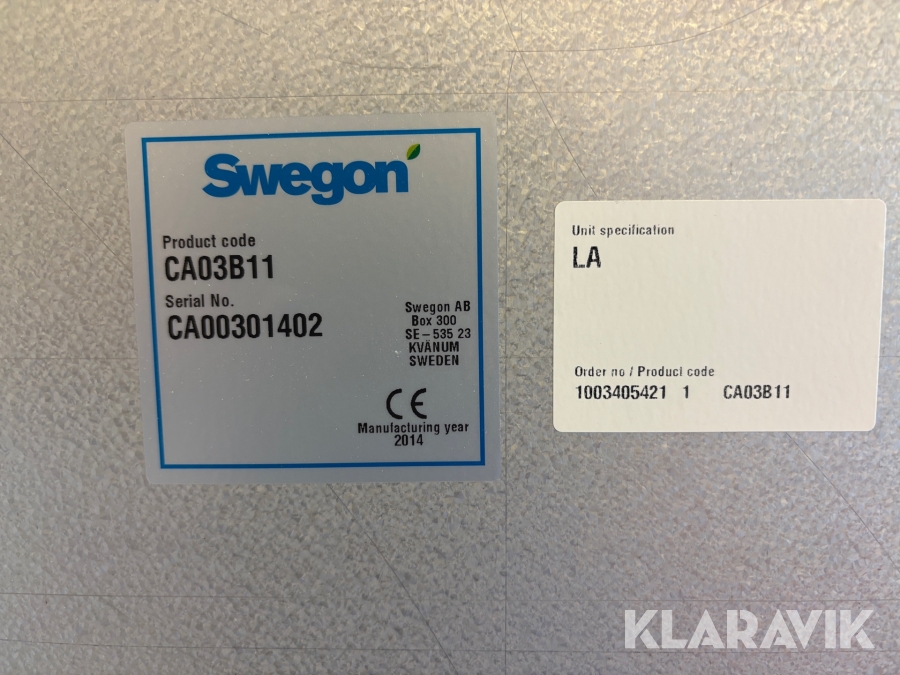 Swegon
Product code
CA03B11
Serial No.
CA00301402
Swegon AB
Box 300
SE-535 23
KVÄNUM
SWEDEN
CE
Manufacturing year
2014
Unit specification
LA
Order no / Product code
1003405421 1 CA03B11
KLARAVIK